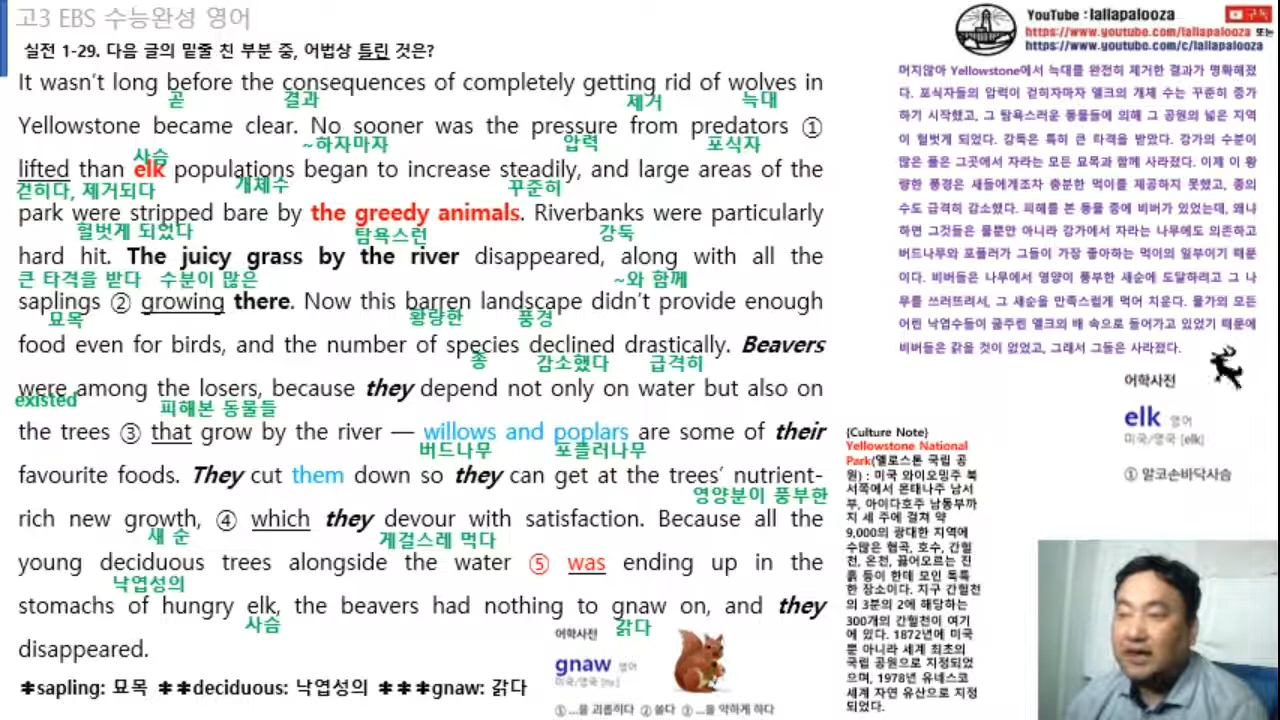 고3 EBS 수능완성 영어
실전 1-29. 다음 글의 밑줄 친 부분 중, 어법상 틀린 것은?
It wasn't long before the consequences of completely getting rid of wolves in
곧 결과 제거 늑대
Yellowstone became clear. No sooner was the pressure from predators ①
~하자마자 압력 포식자
사슴
lifted than elk populations began to increase steadily, and large areas of the
걷히다, 제거되다 개체수 꾸준히
park were stripped bare by the greedy animals. Riverbanks were particularly
헐벗게 되었다 탐욕스런 강둑
hard hit. The juicy grass by the river disappeared, along with all the
큰 타격을 받다 수분이 많은 ~와 함께
saplings ② growing there. Now this barren landscape didn't provide enough
묘목 황량한 풍경
food even for birds, and the number of species declined drastically. Beavers
종 감소했다 급격히
were among the losers, because they depend not only on water but also on
existed 피해본 동물들
the trees ③ that grow by the river — willows and poplars are some of their
버드나무 포플러나무
favourite foods. They cut them down so they can get at the trees' nutrient-
영양분이 풍부한
rich new growth, ④ which they devour with satisfaction. Because all the
새 순 게걸스레 먹다
young deciduous trees alongside the water ⑤ was ending up in the
낙엽성의
stomachs of hungry elk, the beavers had nothing to gnaw on, and they
사슴 갉다
disappeared.
✱sapling: 묘목 ✱✱deciduous: 낙엽성의 ✱✱✱gnaw: 갉다
어학사전
gnaw 영어
미국/영국
① ...을 괴롭히다 ② 쏠다 ③ ...을 약하게 하다
YouTube : lallapalooza
구독
https://www.youtube.com/lallapalooza 또는
https://www.youtube.com/c/lallapalooza
머지않아 Yellowstone에서 늑대를 완전히 제거한 결과가 명확해졌
다. 포식자들의 압력이 걷히자마자 엘크의 개체 수는 꾸준히 증가
하기 시작했고, 그 탐욕스러운 동물들에 의해 그 공원의 넓은 지역
이 헐벗게 되었다. 강둑은 특히 큰 타격을 받았다. 강가의 수분이
많은 풀은 그곳에서 자라는 모든 묘목과 함께 사라졌다. 이제 이 황
량한 풍경은 새들에게조차 충분한 먹이를 제공하지 못했고, 종의
수도 급격히 감소했다. 피해를 본 동물 중에 비버가 있었는데, 왜냐
하면 그것들은 물뿐만 아니라 강가에서 자라는 나무에도 의존하고
버드나무와 포플러가 그들이 가장 좋아하는 먹이의 일부이기 때문
이다. 비버들은 나무에서 영양이 풍부한 새순에 도달하려고 그 나
무를 쓰러뜨려서, 그 새순을 만족스럽게 먹어 치운다. 물가의 모든
어린 낙엽수들이 굶주린 엘크의 배 속으로 들어가고 있었기 때문에
비버들은 갉을 것이 없었고, 그래서 그들은 사라졌다.
어학사전
elk 영어
미국/영국 [elk]
① 말코손바닥사슴
{Culture Note}
Yellowstone National
Park(옐로스톤 국립 공
원) : 미국 와이오밍주 북
서쪽에서 몬태나주 남서
부, 아이다호주 남동부까
지 세 주에 걸쳐 약
9,000의 광대한 지역에
수많은 협곡, 호수, 간헐
천, 온천, 끓어오르는 진
흙 등이 한데 모인 독특
한 장소이다. 지구 간헐천
의 3분의 2에 해당하는
300개의 간헐천이 여기
에 있다. 1872년에 미국
뿐 아니라 세계 최초의
국립 공원으로 지정되었
으며, 1978년 유네스코
세계 자연 유산으로 지정
되었다.